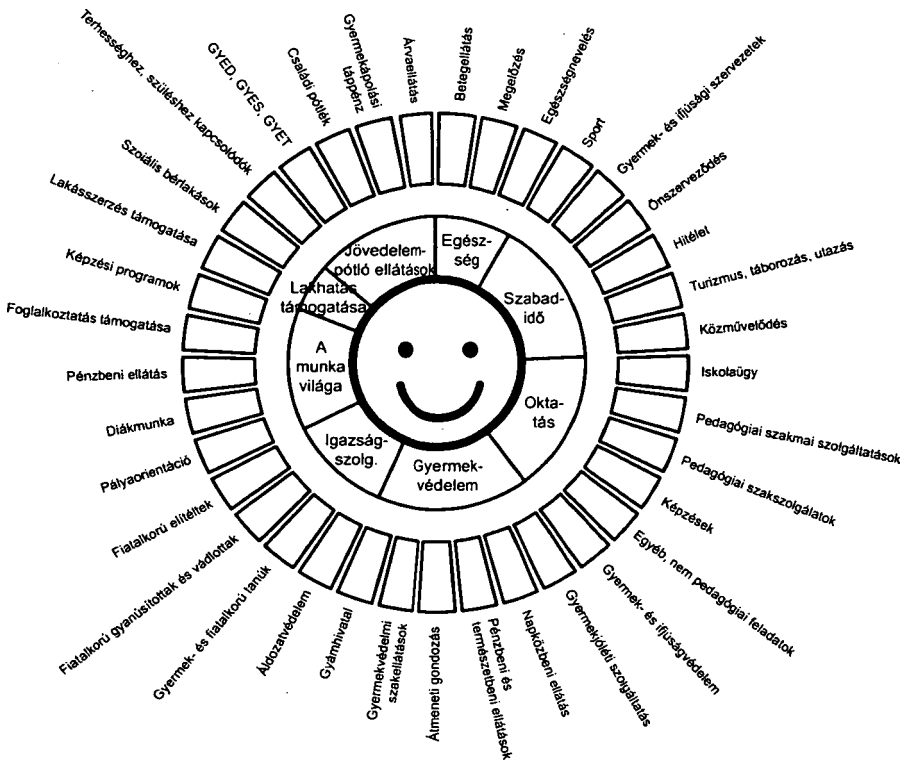 Betegellátás
Megelőzés
Egészségnevelés
Sport
Gyermek- és ifjúsági szervezetek
Önszerveződés
Hitélet
Turizmus, táborozás, utazás
Közművelődés
Iskolaügy
Pedagógiai szakmai szolgáltatások
Pedagógiai szakszolgálatok
Képzések
Egyéb, nem pedagógiai feladatok
Gyermek- és ifjúságvédelem
Gyermekjóléti szolgáltatás
Napközbeni ellátás
Pénzbeni és
természetbeni ellátások
Átmeneti gondozás
Gyermekvédelmi
szakellátások
Gyámhivatal
Áldozatvédelem
Gyermek- és fiatalkorú tanúk
Fiatalkorú gyanúsítottak és vádlottak
Fiatalkorú elítéltek
Pályaorientáció
Diákmunka
Pénzbeni ellátás
Foglalkoztatás támogatása
Képzési programok
Lakásszerzés támogatása
Szoiális bérlakások
Terhességhez, szüléshez kapcsolódók
GYED, GYES, GYET
Családi pótlék
Gyermekápolási
táppénz
Árvaellátás
Egész-
ség
Szabad-
idő
Okta-
tás
Gyermek-
védelem
Igazság-
szolg.
A
munka
világa
Lakhatás
támogatása
Jövedelem-
pótló ellátások